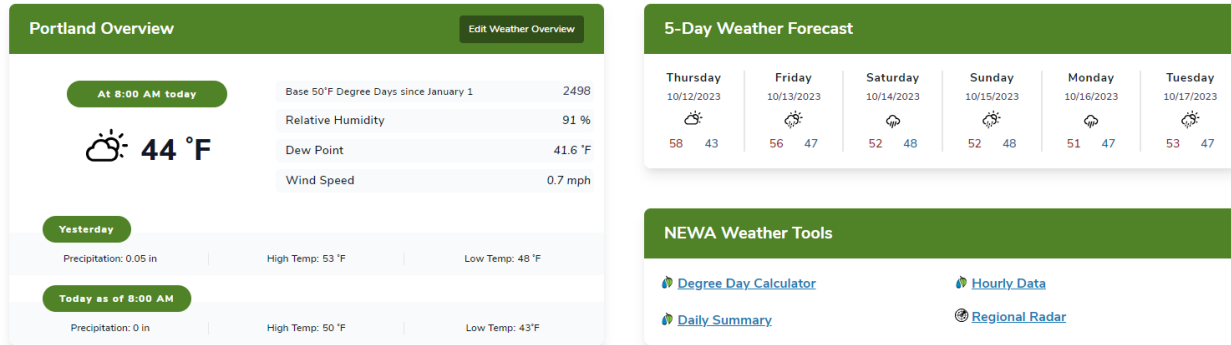 Portland Overview
Edit Weather Overview
At 8:00 AM today
44 °F
Base 50°F Degree Days since January 1 2498
Relative Humidity 91 %
Dew Point 41.6 °F
Wind Speed 0.7 mph
Yesterday
Precipitation: 0.05 in High Temp: 53 °F Low Temp: 48 °F
Today as of 8:00 AM
Precipitation: 0 in High Temp: 50 °F Low Temp: 43°F
5-Day Weather Forecast
Thursday Friday Saturday Sunday Monday Tuesday
10/12/2023 10/13/2023 10/14/2023 10/15/2023 10/16/2023 10/17/2023
58 43 56 47 52 48 52 48 51 47 53 47
NEWA Weather Tools
Degree Day Calculator Hourly Data
Daily Summary Regional Radar